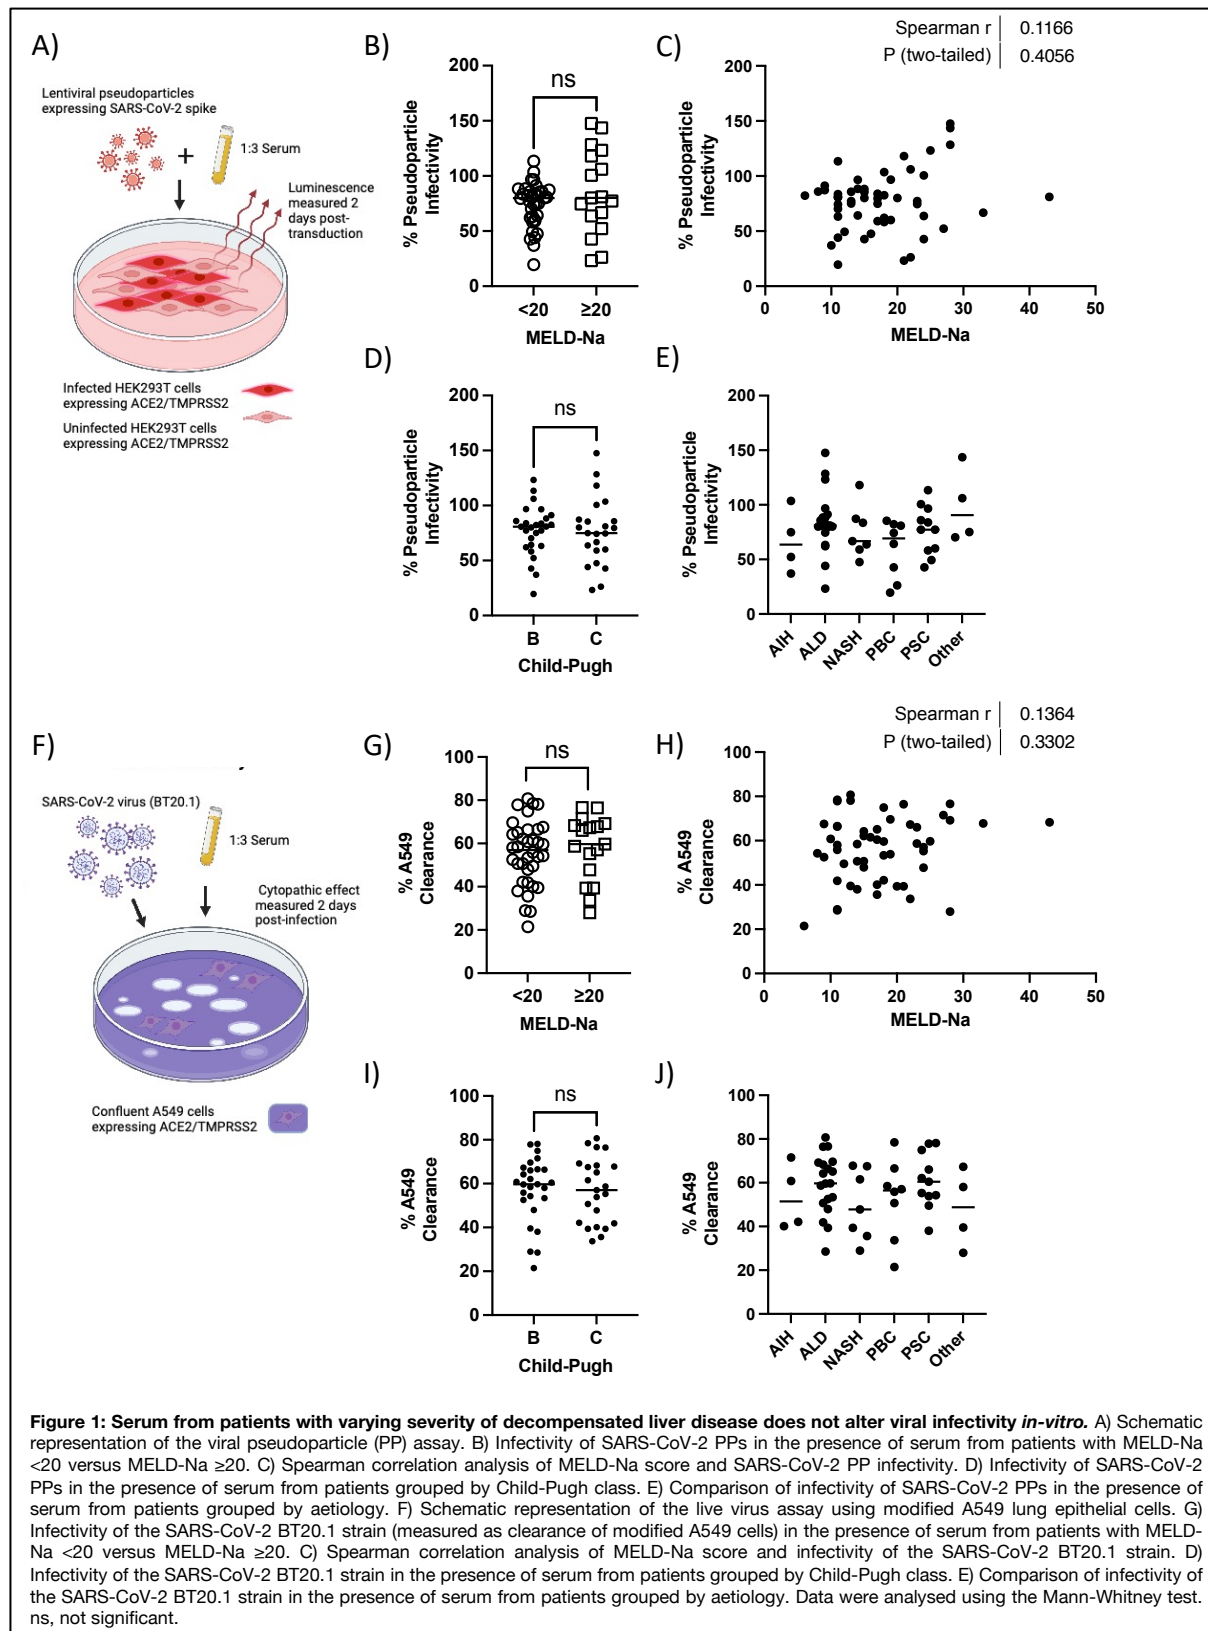 A)
Lentiviral pseudoparticles
expressing SARS-CoV-2 spike
+
1:3 Serum
Luminescence
measured 2
days post-
transduction
Infected HEK293T cells
expressing ACE2/TMPRSS2
Uninfected HEK293T cells
expressing ACE2/TMPRSS2
B)
% Pseudoparticle
Infectivity
200
150
100
50
0
ns
<20 ≥20
MELD-Na
C)
Spearman r 0.1166
P (two-tailed) 0.4056
% Pseudoparticle
Infectivity
200
150
100
50
0
0 10 20 30 40 50
MELD-Na
D)
% Pseudoparticle
Infectivity
200
150
100
50
0
ns
B C
Child-Pugh
E)
% Pseudoparticle
Infectivity
200
150
100
50
0
AIH ALD NASH PBC PSC Other
F)
SARS-CoV-2 virus (BT20.1)
1:3 Serum
Cytopathic effect
measured 2 days
post-infection
Confluent A549 cells
expressing ACE2/TMPRSS2
G)
% A549
Clearance
100
80
60
40
20
0
ns
<20 ≥20
MELD-Na
H)
Spearman r 0.1364
P (two-tailed) 0.3302
% A549
Clearance
100
80
60
40
20
0
0 10 20 30 40 50
MELD-Na
I)
% A549
Clearance
100
80
60
40
20
0
ns
B C
Child-Pugh
J)
% A549
Clearance
100
80
60
40
20
0
AIH ALD NASH PBC PSC Other
Figure 1: Serum from patients with varying severity of decompensated liver disease does not alter viral infectivity in-vitro. A) Schematic
representation of the viral pseudoparticle (PP) assay. B) Infectivity of SARS-CoV-2 PPs in the presence of serum from patients with MELD-Na
<20 versus MELD-Na ≥20. C) Spearman correlation analysis of MELD-Na score and SARS-CoV-2 PP infectivity. D) Infectivity of SARS-CoV-2
PPs in the presence of serum from patients grouped by Child-Pugh class. E) Comparison of infectivity of SARS-CoV-2 PPs in the presence of
serum from patients grouped by aetiology. F) Schematic representation of the live virus assay using modified A549 lung epithelial cells. G)
Infectivity of the SARS-CoV-2 BT20.1 strain (measured as clearance of modified A549 cells) in the presence of serum from patients with MELD-
Na <20 versus MELD-Na ≥20. C) Spearman correlation analysis of MELD-Na score and infectivity of the SARS-CoV-2 BT20.1 strain. D)
Infectivity of the SARS-CoV-2 BT20.1 strain in the presence of serum from patients grouped by Child-Pugh class. E) Comparison of infectivity of
the SARS-CoV-2 BT20.1 strain in the presence of serum from patients grouped by aetiology. Data were analysed using the Mann-Whitney test.
ns, not significant.